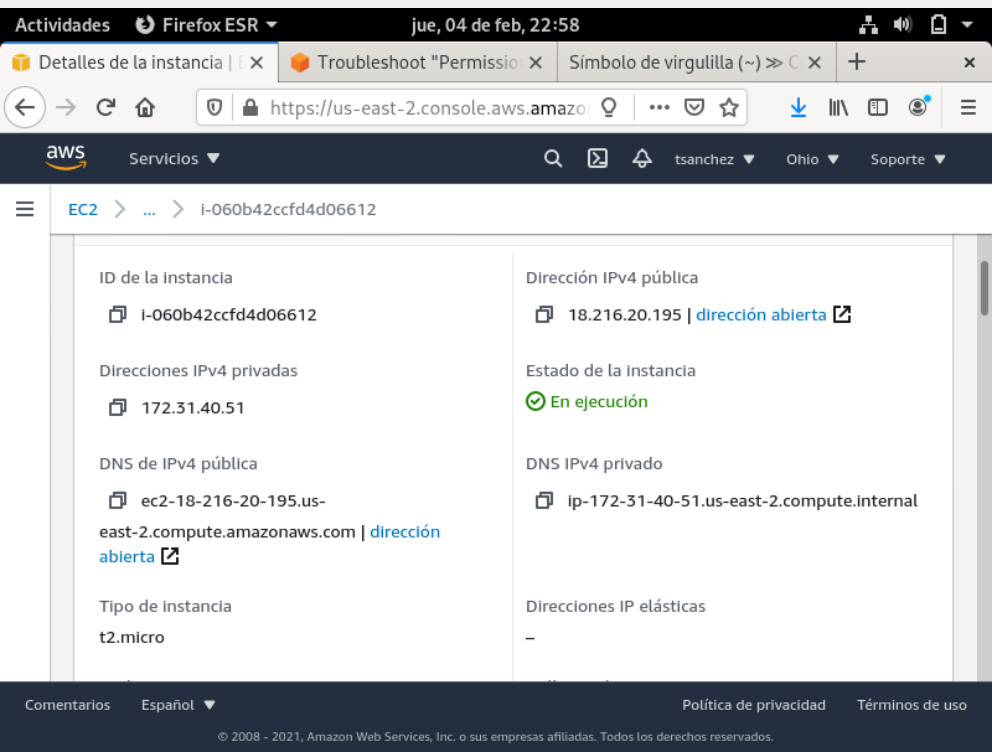 Actividades Firefox ESR jue, 04 de feb, 22:58
Detalles de la instancia | Troubleshoot "Permissio Símbolo de virgulilla (~) ≫
https://us-east-2.console.aws.amazo
aws Servicios tsanchez Ohio Soporte
EC2 > ... > i-060b42ccfd4d06612
ID de la instancia
i-060b42ccfd4d06612
Dirección IPv4 pública
18.216.20.195 | dirección abierta
Direcciones IPv4 privadas
172.31.40.51
Estado de la instancia
En ejecución
DNS de IPv4 pública
ec2-18-216-20-195.us-
east-2.compute.amazonaws.com | dirección
abierta
DNS IPv4 privado
ip-172-31-40-51.us-east-2.compute.internal
Tipo de instancia
t2.micro
Direcciones IP elásticas
–
Comentarios Español Política de privacidad Términos de uso
© 2008 - 2021, Amazon Web Services, Inc. o sus empresas afiliadas. Todos los derechos reservados.